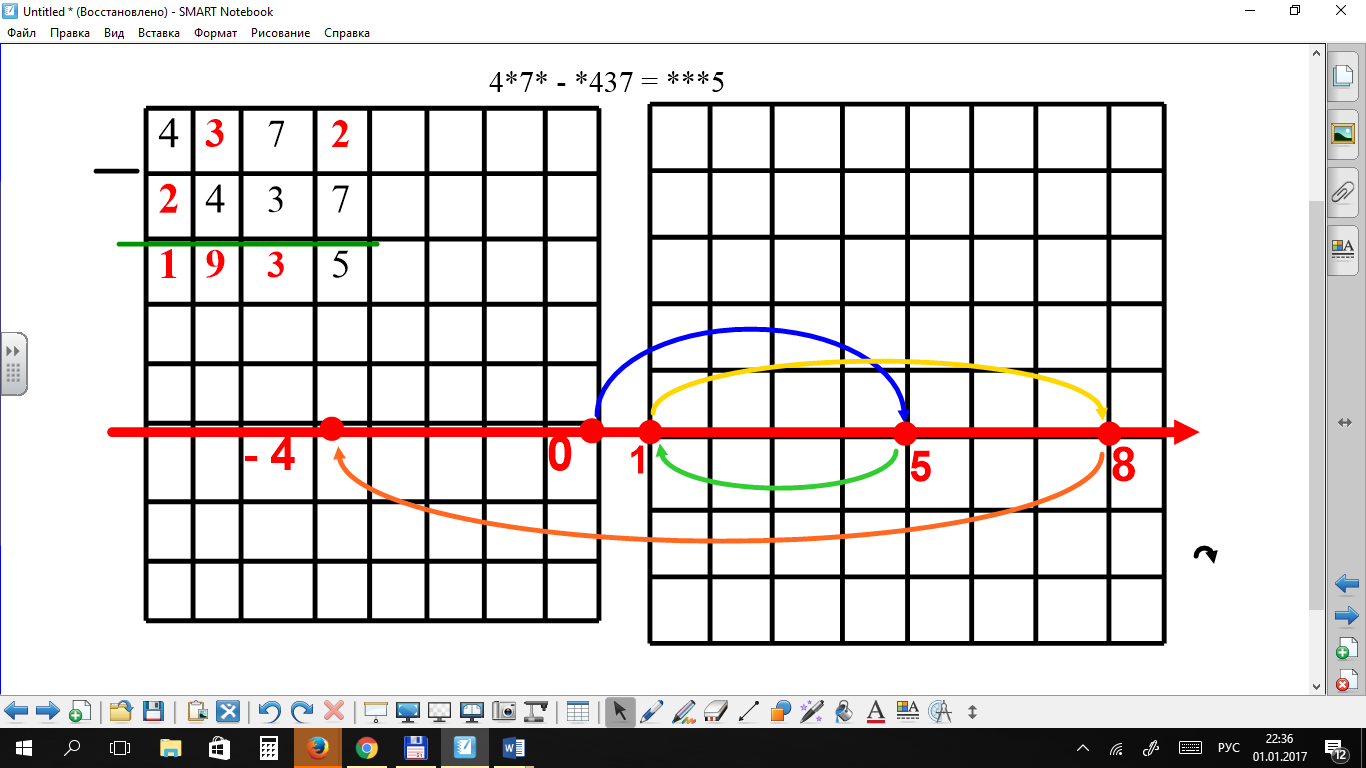 Untitled * (Восстановлено) - SMART Notebook
Файл Правка Вид Вставка Формат Рисование Справка
4*7* - *437 = ***5
4 3 7 2
2 4 3 7
1 9 3 5
- 4 0 1 5 8
РУС 22:36
01.01.2017
12